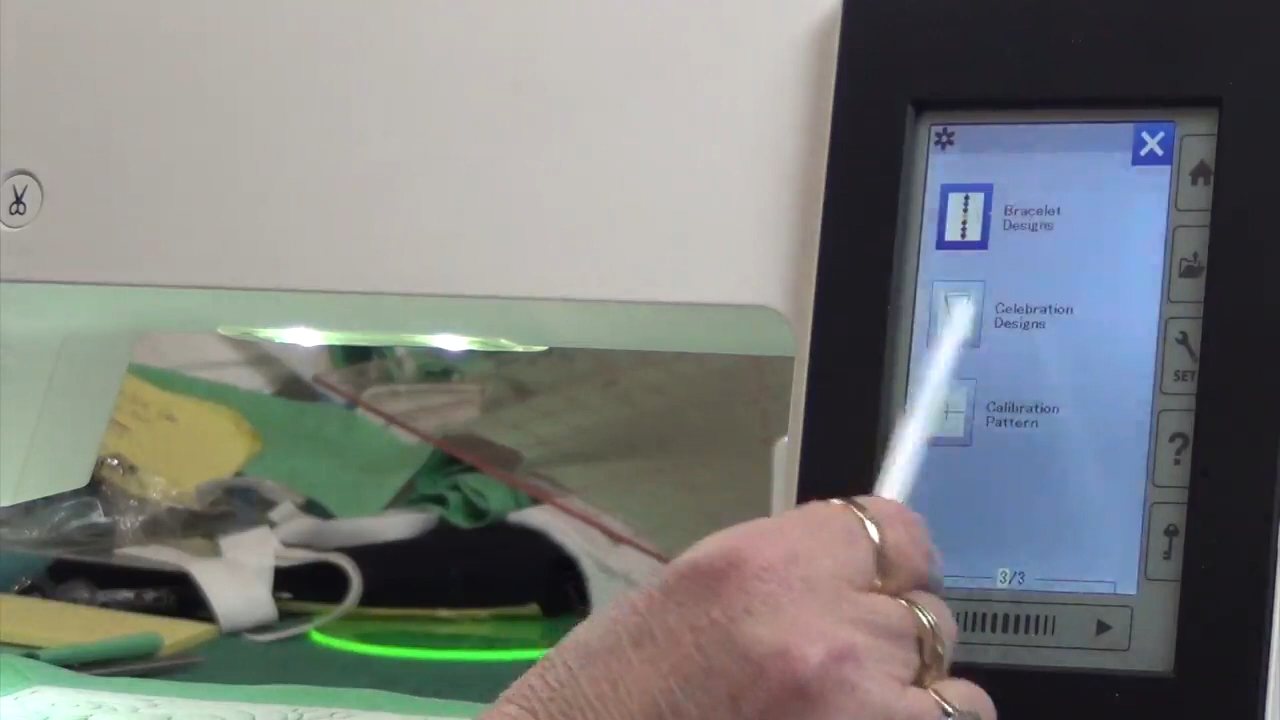 Bracelet
Designs
Celebration
Designs
SET
Calibration
Pattern
?
3/3